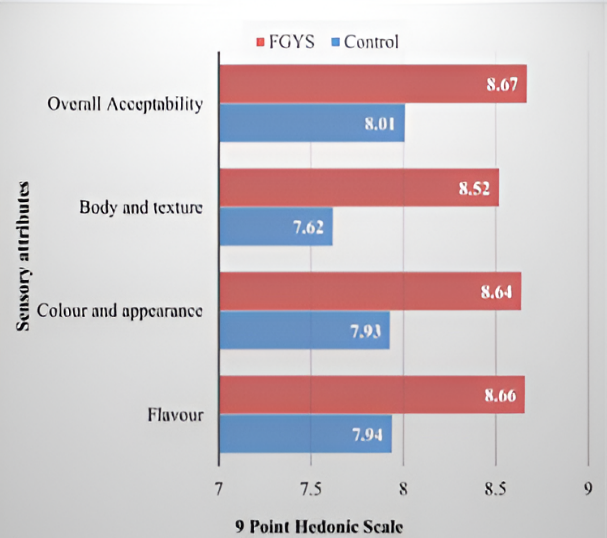 FGYS Control
Overall Acceptability
8.67
8.01
Body and texture
8.52
7.62
Colour and appearance
8.64
7.93
Flavour
8.66
7.94
Sensory attributes
7 7.5 8 8.5 9
9 Point Hedonic Scale